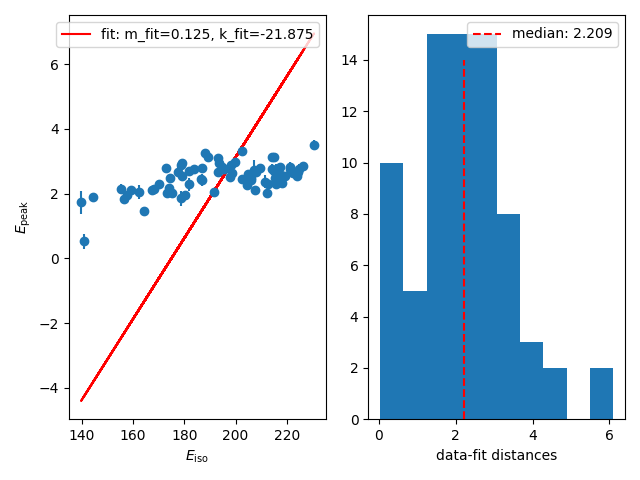 fit: m_fit=0.125, k_fit=-21.875
6
4
2
0
−2
−4
140 160 180 200 220
E_iso
E_peak
median: 2.209
14
12
10
8
6
4
2
0
0 2 4 6
data-fit distances